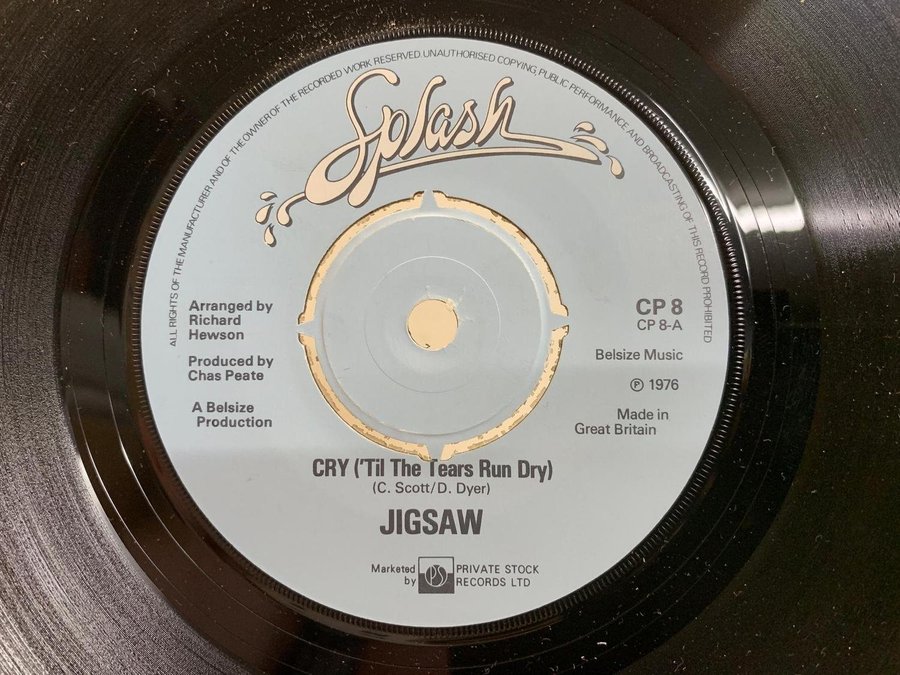 ALL RIGHTS OF THE MANUFACTURER AND OF THE OWNER OF THE RECORDED WORK RESERVED. UNAUTHORISED COPYING, PUBLIC PERFORMANCE AND BROADCASTING OF THIS RECORD PROHIBITED
Splash
Arranged by
Richard
Hewson
Produced by
Chas Peate
A Belsize
Production
CP 8
CP 8-A
Belsize Music
℗ 1976
Made in
Great Britain
CRY ('Til The Tears Run Dry)
(C. Scott/D. Dyer)
JIGSAW
Marketed
by
PS
PRIVATE STOCK
RECORDS LTD